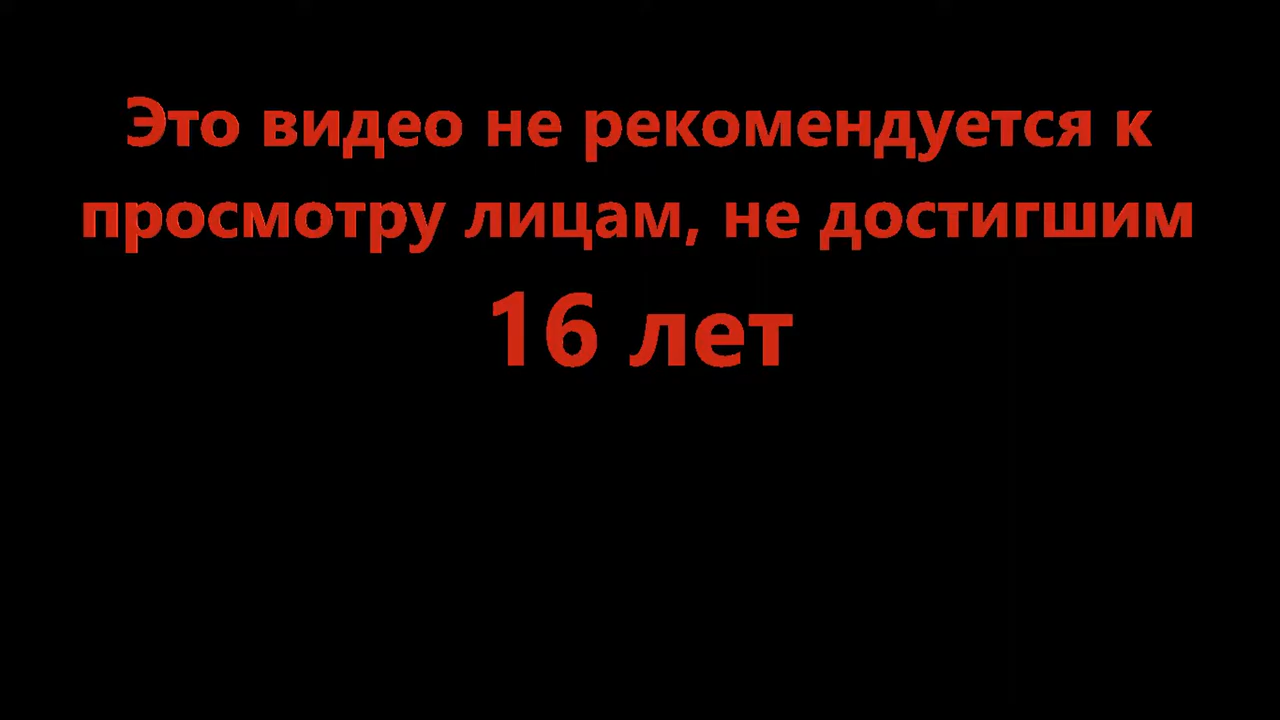 Это видео не рекомендуется к
просмотру лицам, не достигшим
16 лет